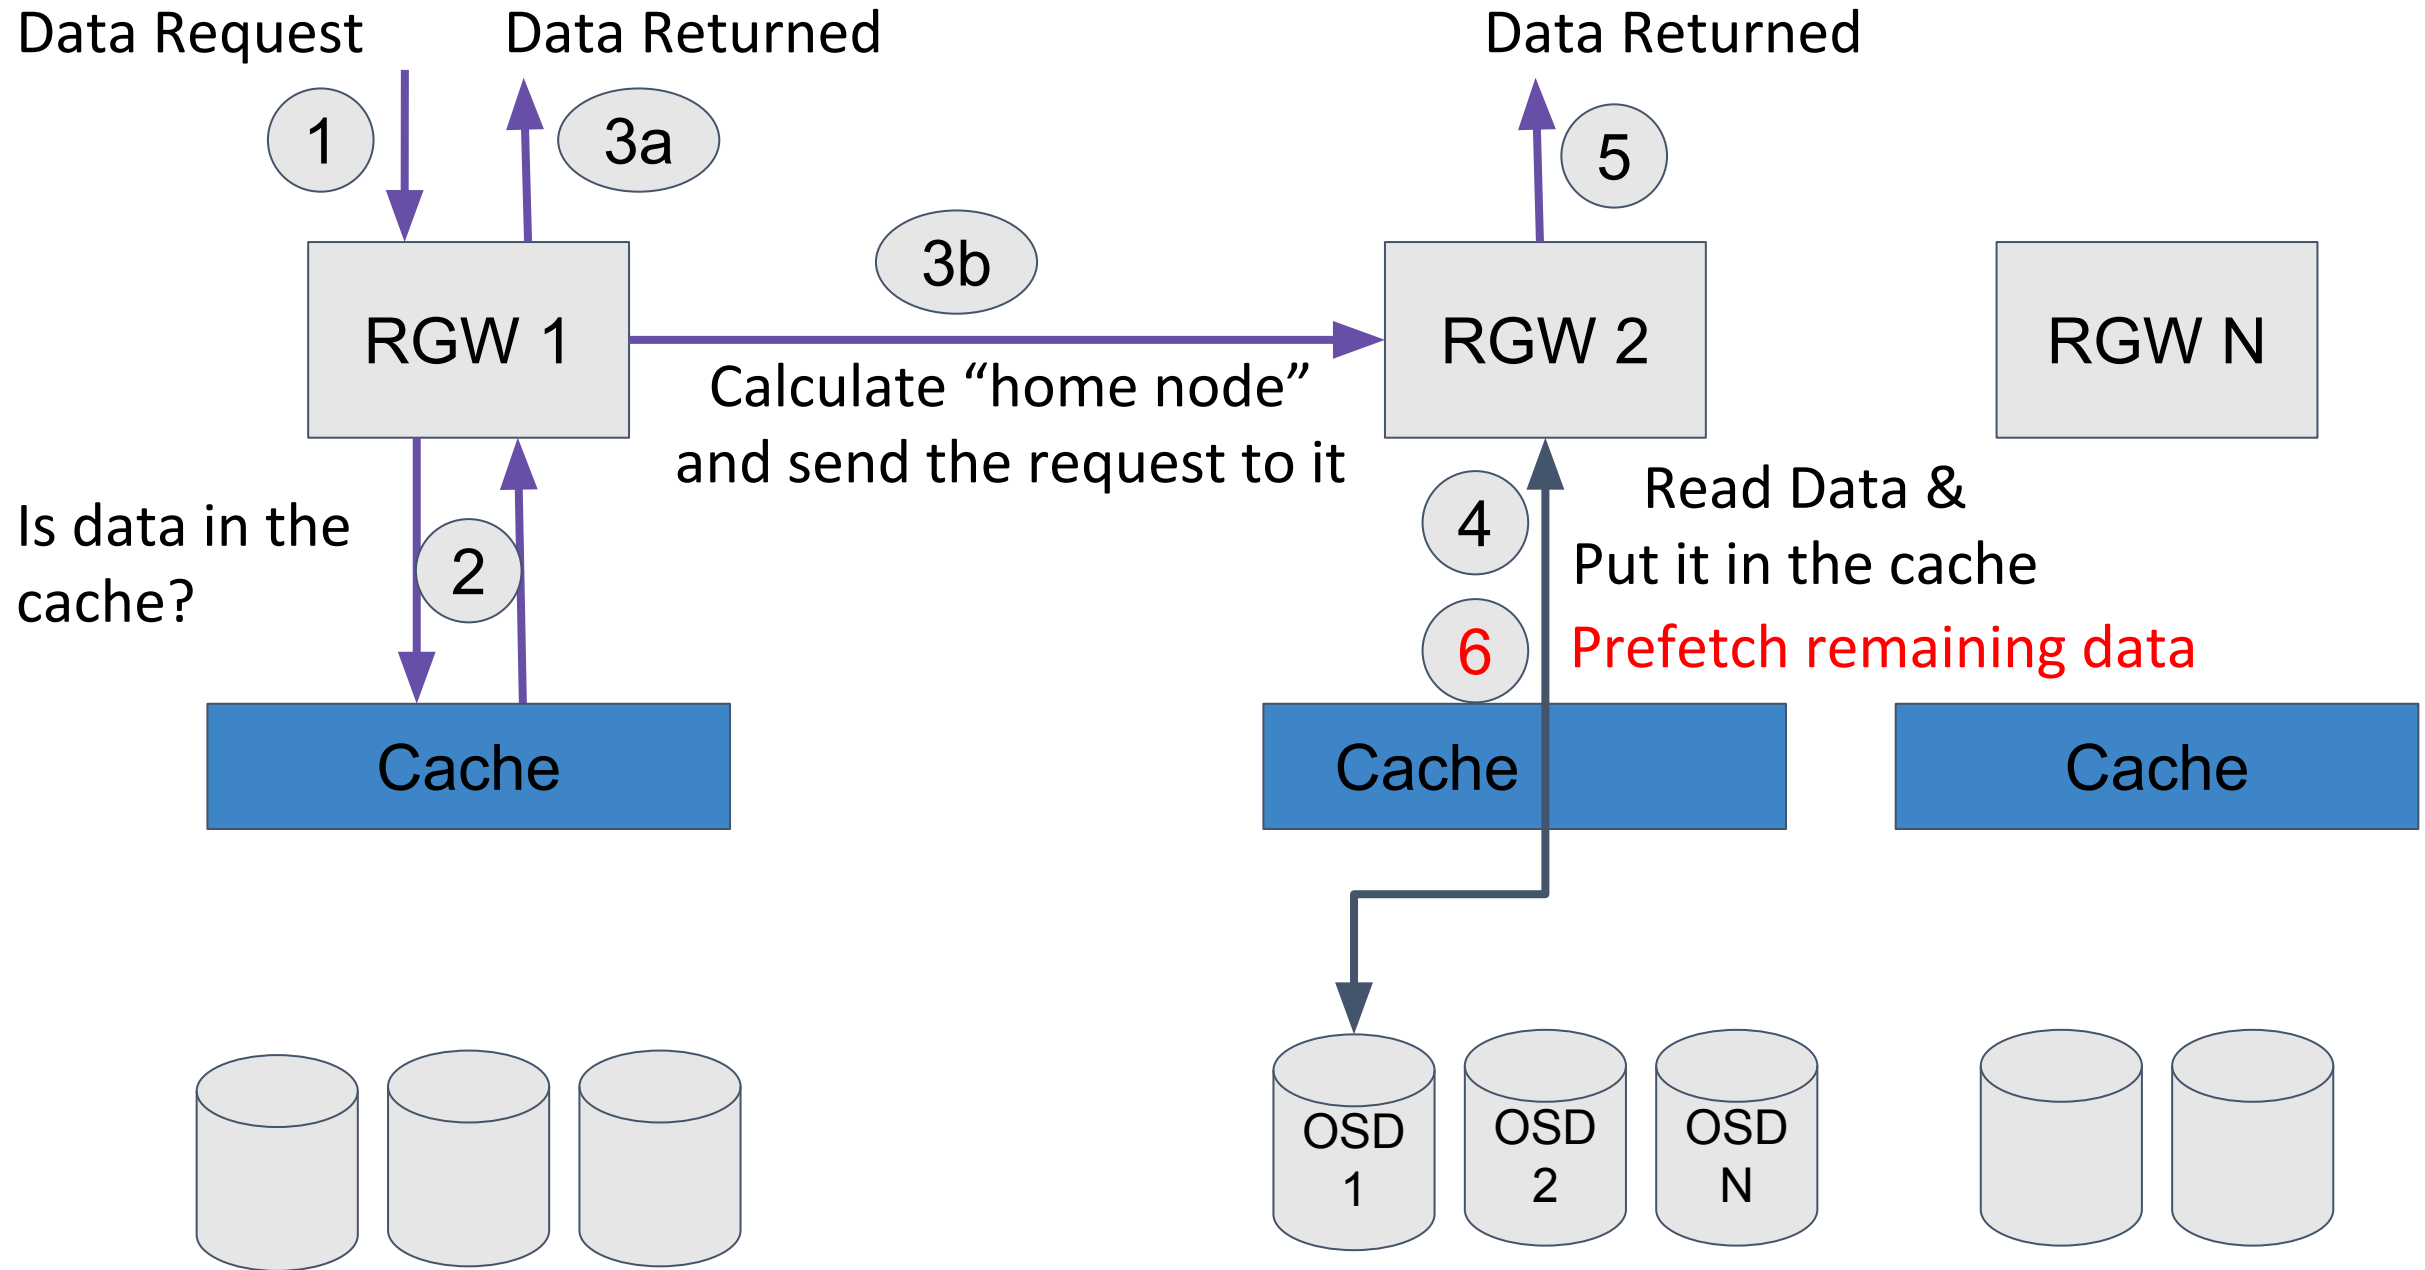 Data Request
Data Returned
Data Returned
1
3a
5
3b
RGW 1
RGW 2
RGW N
Calculate “home node”
and send the request to it
Is data in the
cache?
2
4
Read Data &
Put it in the cache
6
Prefetch remaining data
Cache
Cache
Cache
OSD
1
OSD
2
OSD
N